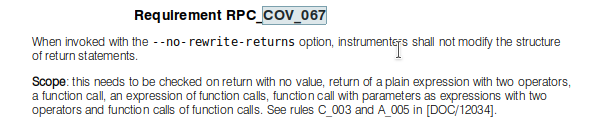 Requirement RPC_COV_067
When invoked with the --no-rewrite-returns option, instrumenters shall not modify the structure
of return statements.
Scope: this needs to be checked on return with no value, return of a plain expression with two operators,
a function call, an expression of function calls, function call with parameters as expressions with two
operators and function calls of function calls. See rules C_003 and A_005 in [DOC/12034].